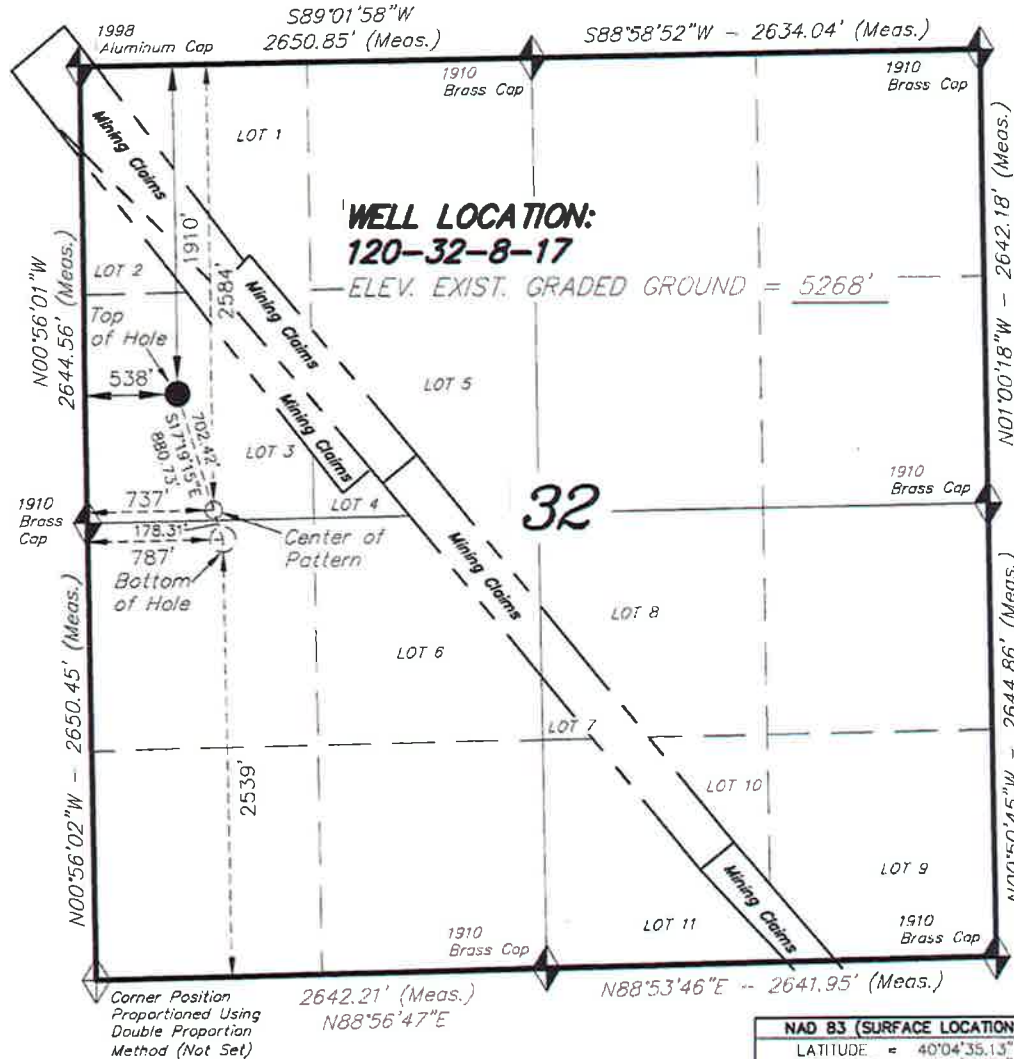 S89°01'58"W
2650.85' (Meas.)
S88°58'52"W - 2634.04' (Meas.)
1998
Aluminum Cap
1910
Brass Cap
1910
Brass Cap
LOT 1
Mining Claims
WELL LOCATION:
120-32-8-17
ELEV. EXIST. GRADED GROUND = 5268'
N00°56'01"W
2644.56' (Meas.)
N01°00'18"W - 2642.18' (Meas.)
LOT 2
1910'
2584'
Top
of Hole
538'
Mining Claims
LOT 5
Mining Claims
LOT 3
702.42'
S17°19'15"E
880.73'
1910
Brass
Cap
737'
LOT 4
32
1910
Brass Cap
178.31'
787'
Center of
Pattern
Bottom
of Hole
Mining Claims
LOT 8
LOT 6
LOT 7
N00°56'02"W - 2650.45' (Meas.)
2539'
N00°50'45"W - 2644.86' (Meas.)
LOT 10
LOT 9
Mining Claims
LOT 11
1910
Brass Cap
1910
Brass Cap
Corner Position
Proportioned Using
Double Proportion
Method (Not Set)
2642.21' (Meas.)
N88°56'47"E
N88°53'46"E - 2641.95' (Meas.)
NAD 83 (SURFACE LOCATION
LATITUDE = 40°04'35.13"